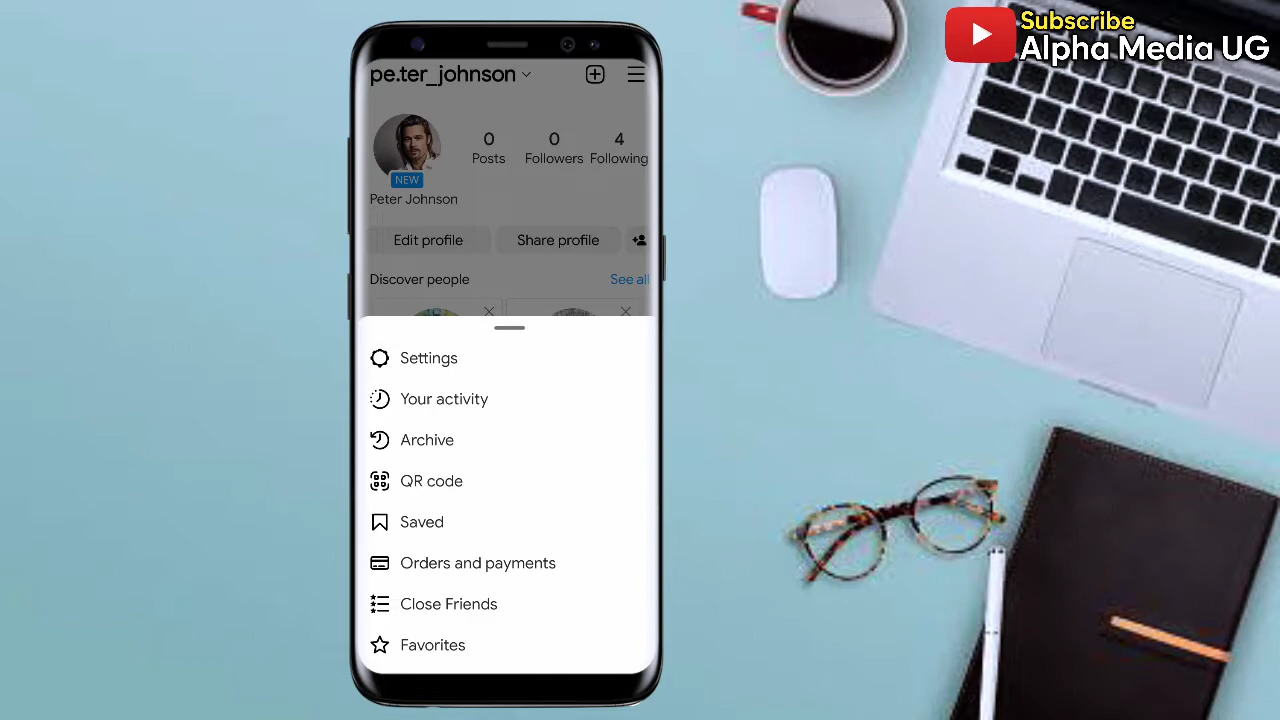 Subscribe
Alpha Media UG
pe.ter_johnson
0 0 4
Posts Followers Following
NEW
Peter Johnson
Edit profile Share profile
Discover people See all
Settings
Your activity
Archive
QR code
Saved
Orders and payments
Close Friends
Favorites